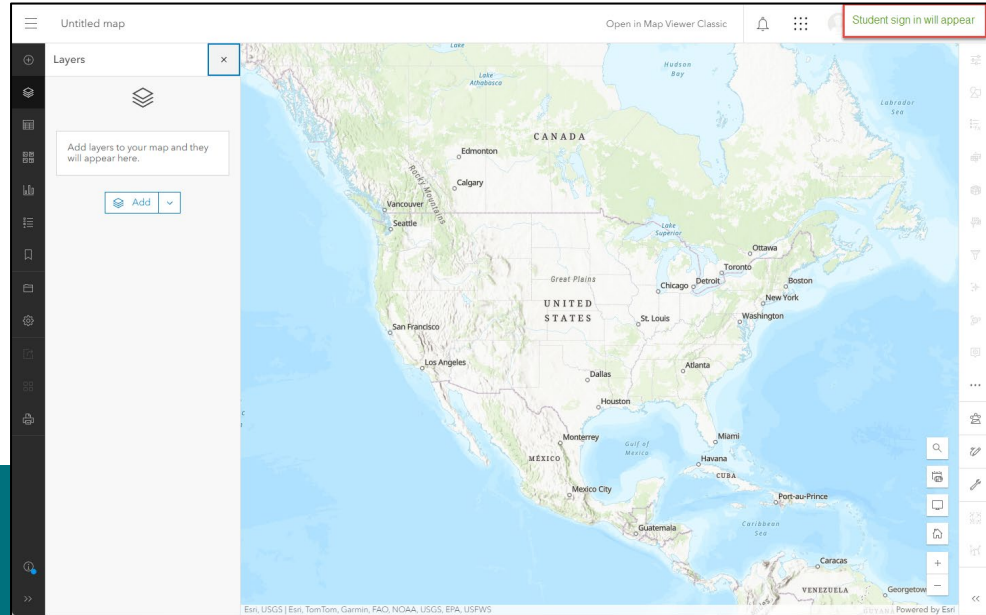 Untitled map
Open in Map Viewer Classic
Student sign in will appear
Layers
Add layers to your map and they
will appear here.
Add
Lake
Lake
Athabasca
Hudson
Bay
Labrador
Sea
CANADA
Edmonton
Rocky Mountains
Calgary
Vancouver
Seattle
Lake
Superior
Ottawa
Toronto
Great Plains
Chicago
Detroit
Boston
New York
UNITED
STATES
St. Louis
Washington
San Francisco
Los Angeles
Atlanta
Dallas
Houston
Monterrey
Gulf of
Mexico
Miami
MÉXICO
Havana
CUBA
Mexico City
Port-au-Prince
Guatemala
Caribbean
Sea
Caracas
VENEZUELA
Georgetow
Esri, USGS | Esri, TomTom, Garmin, FAO, NOAA, USGS, EPA, USFWS
Powered by Esri